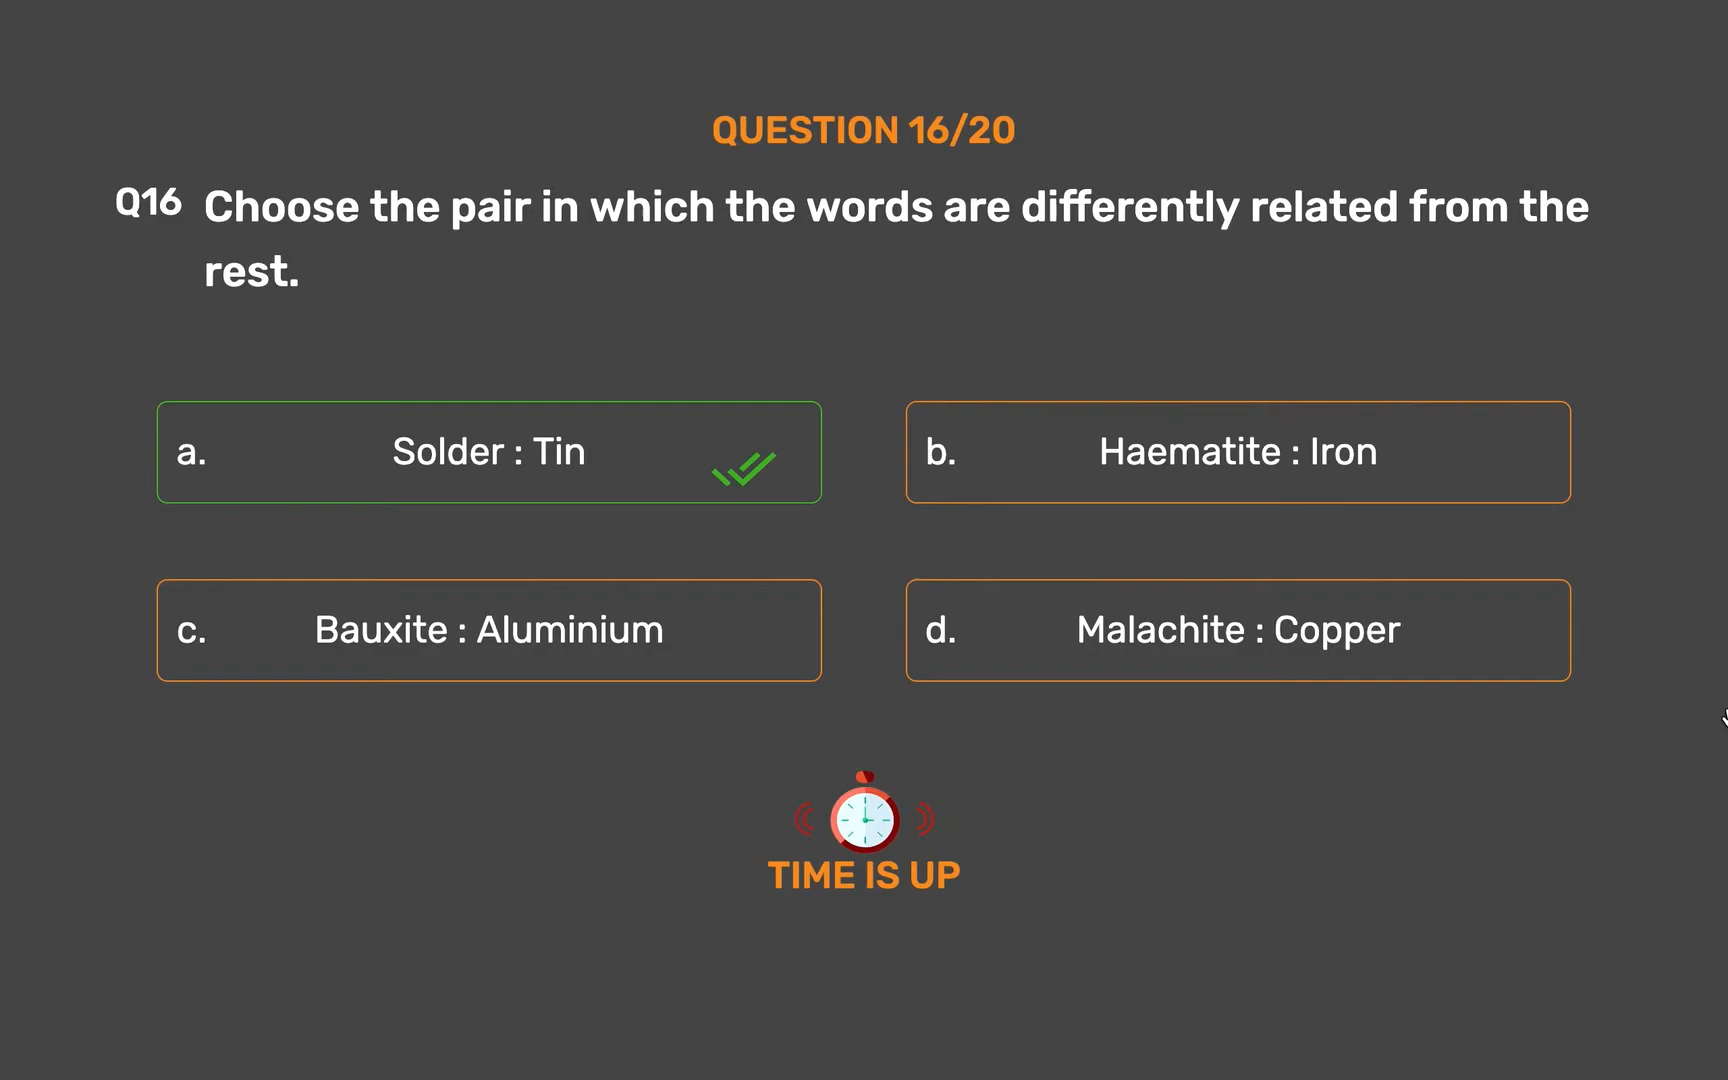 QUESTION 16/20
Q16 Choose the pair in which the words are differently related from the
rest.
a. Solder : Tin
b. Haematite : Iron
c. Bauxite : Aluminium
d. Malachite : Copper
TIME IS UP